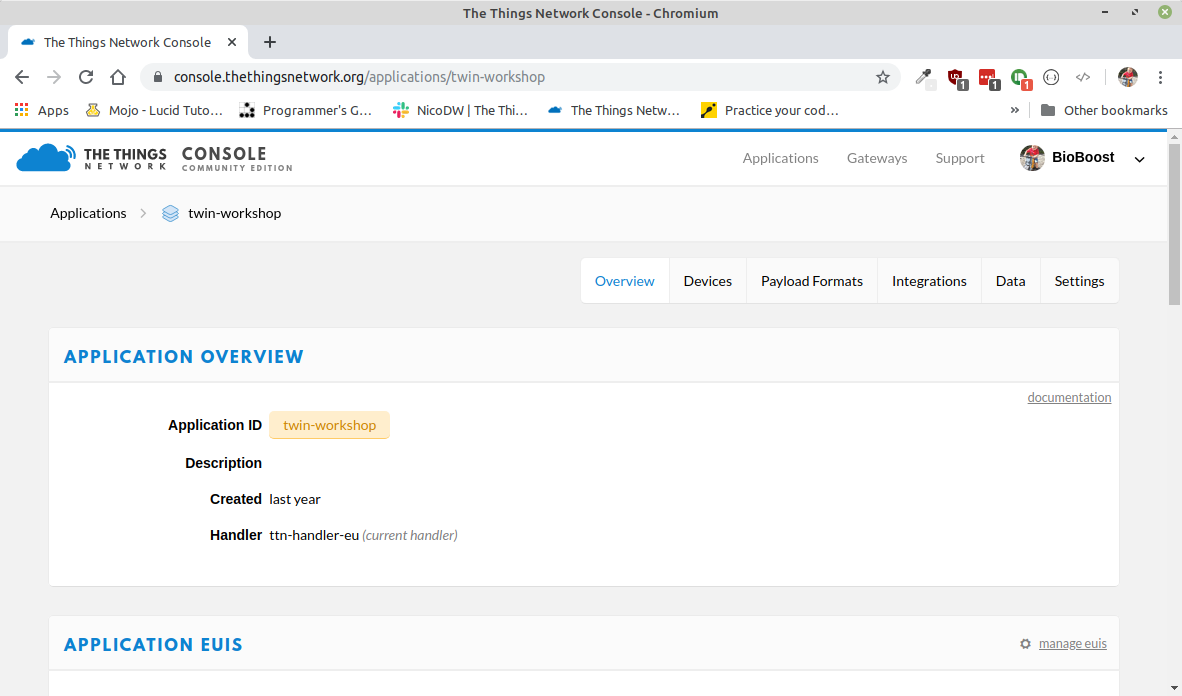 The Things Network Console - Chromium
The Things Network Console
console.thethingsnetwork.org/applications/twin-workshop
1 1 1
Apps Mojo - Lucid Tuto... Programmer's G... NicoDW | The Thi... The Things Netw... Practice your cod... » Other bookmarks
THE THINGS NETWORK CONSOLE COMMUNITY EDITION
Applications Gateways Support BioBoost
Applications twin-workshop
Overview Devices Payload Formats Integrations Data Settings
APPLICATION OVERVIEW
documentation
Application ID twin-workshop
Description
Created last year
Handler ttn-handler-eu (current handler)
APPLICATION EUIS manage euis